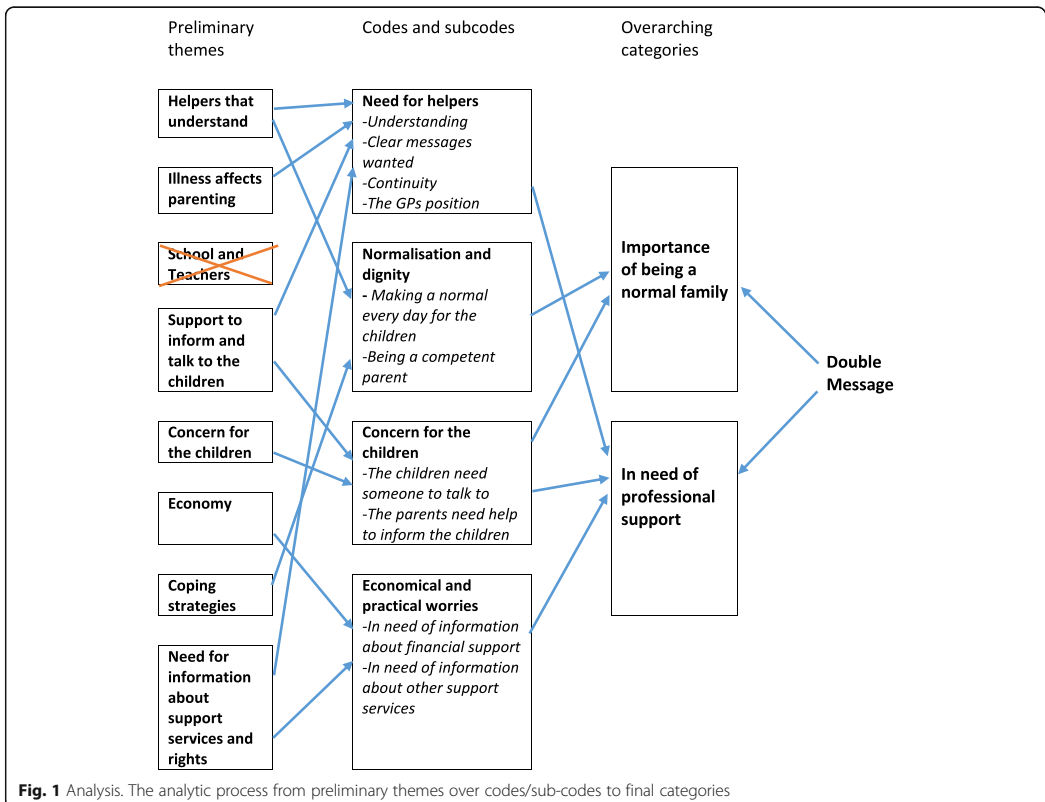 Preliminary
themes
Codes and subcodes
Overarching
categories
Helpers that
understand
Illness affects
parenting
School and
Teachers
Support to
inform and
talk to the
children
Concern for
the children
Economy
Coping
strategies
Need for
information
about
support
services and
rights
Need for helpers
-Understanding
-Clear messages
wanted
-Continuity
-The GPs position
Normalisation and
dignity
- Making a normal
every day for the
children
-Being a competent
parent
Concern for the
children
-The children need
someone to talk to
-The parents need help
to inform the children
Economical and
practical worries
-In need of information
about financial support
-In need of information
about other support
services
Importance
of being a
normal family
In need of
professional
support
Double
Message
Fig. 1 Analysis. The analytic process from preliminary themes over codes/sub-codes to final categories